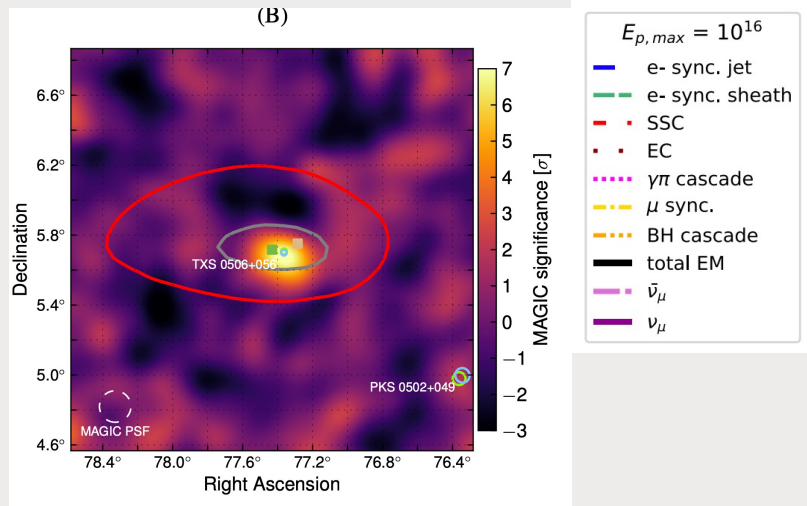 (B)
6.6°
6.2°
5.8°
5.4°
5.0°
4.6°
Declination
TXS 0506+056
PKS 0502+049
MAGIC PSF
78.4°
78.0°
77.6°
77.2°
76.8°
76.4°
Right Ascension
7
6
5
4
3
2
1
0
−1
−2
−3
MAGIC significance [σ]
E_{p, max} = 10^{16}
e- sync. jet
e- sync. sheath
SSC
EC
γπ cascade
μ sync.
BH cascade
total EM
ν̄_μ
ν_μ